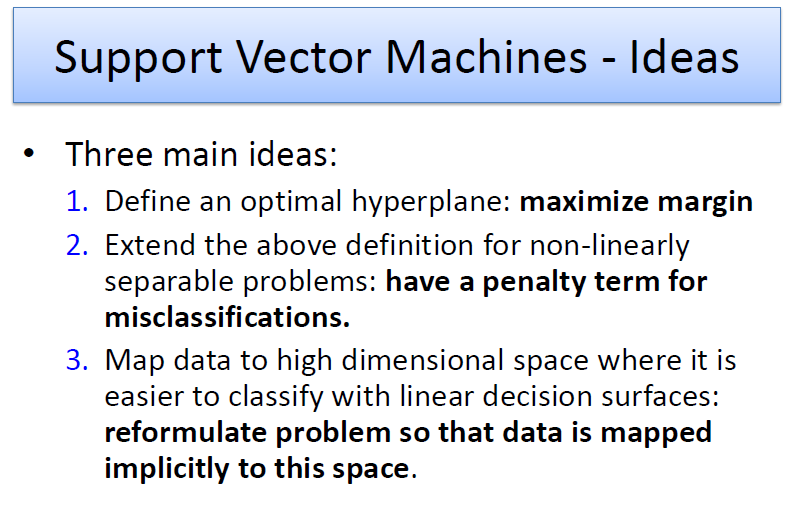 Support Vector Machines - Ideas
• Three main ideas:
1. Define an optimal hyperplane: maximize margin
2. Extend the above definition for non-linearly
separable problems: have a penalty term for
misclassifications.
3. Map data to high dimensional space where it is
easier to classify with linear decision surfaces:
reformulate problem so that data is mapped
implicitly to this space.